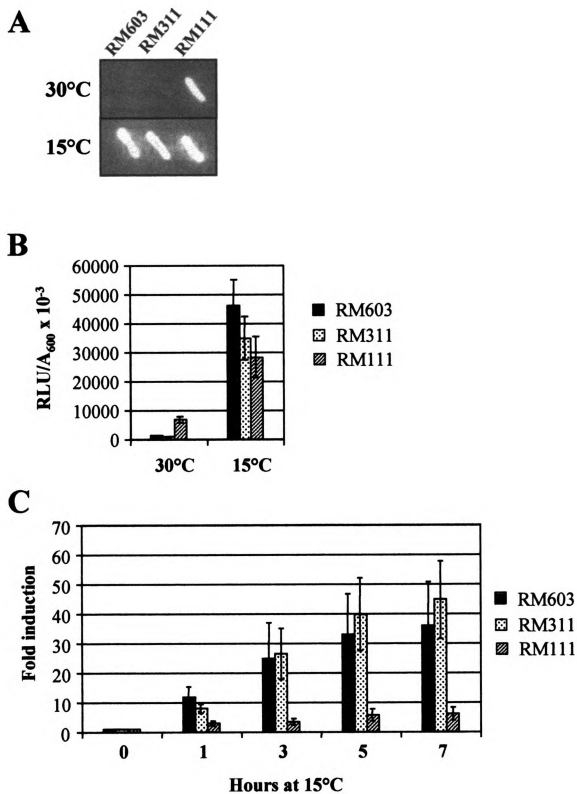 A
RM603 RM311 RM111
30°C
15°C
B
RLU/A600 x 10-3
60000
50000
40000
30000
20000
10000
0
30°C 15°C
RM603
RM311
RM111
C
Fold induction
70
60
50
40
30
20
10
0
0 1 3 5 7
Hours at 15°C
RM603
RM311
RM111